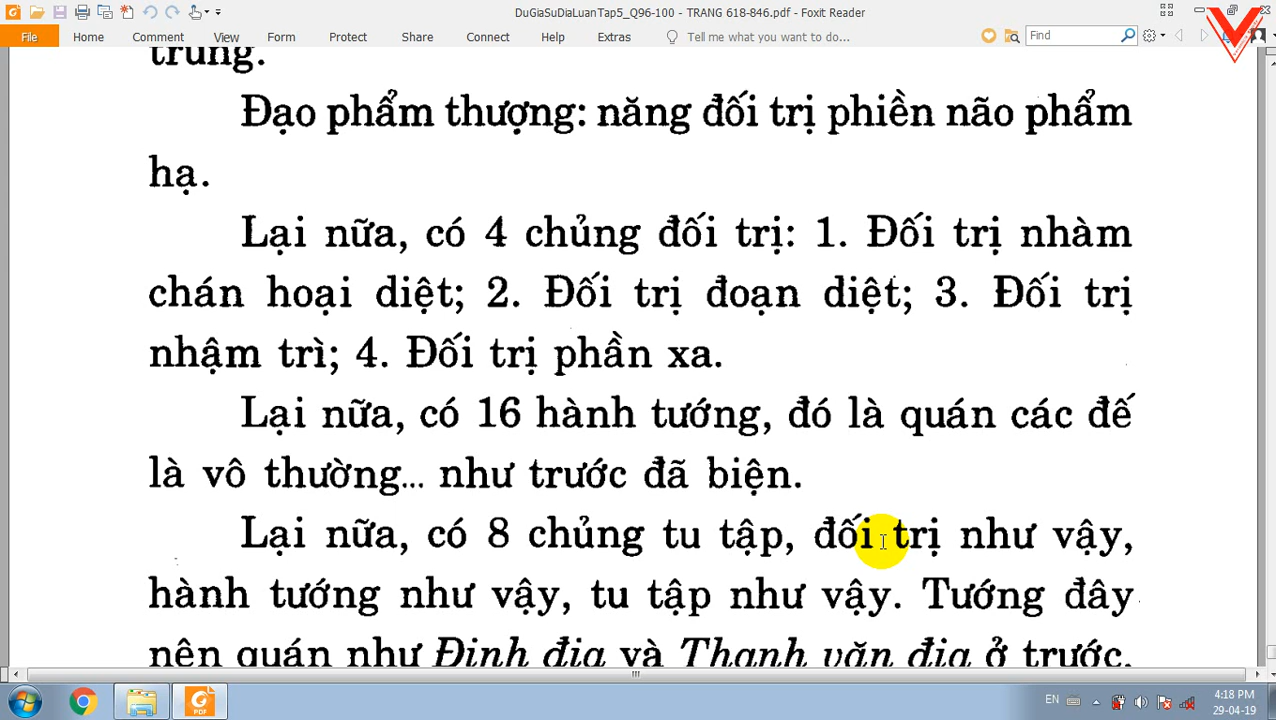 DuGiaSuDiaLuanTap5_Q96-100 - TRANG 618-846.pdf - Foxit Reader
File Home Comment View Form Protect Share Connect Help Extras Tell me what you want to do... Find
trung.
Đạo phẩm thượng: năng đối trị phiền não phẩm
hạ.
Lại nữa, có 4 chủng đối trị: 1. Đối trị nhàm
chán hoại diệt; 2. Đối trị đoạn diệt; 3. Đối trị
nhậm trì; 4. Đối trị phần xa.
Lại nữa, có 16 hành tướng, đó là quán các đế
là vô thường... như trước đã biện.
Lại nữa, có 8 chủng tu tập, đối trị như vậy,
hành tướng như vậy, tu tập như vậy. Tướng đây
nên quán như Định địa và Thanh văn địa ở trước.
EN 4:18 PM
29-04-19